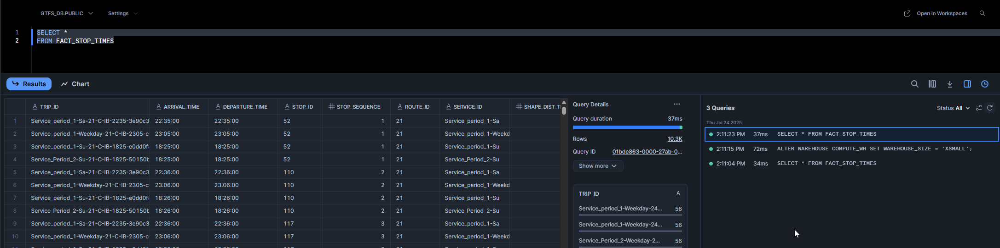 GTFS_DB.PUBLIC Settings Open in Workspaces
1 SELECT *
2 FROM FACT_STOP_TIMES
Results Chart
TRIP_ID ARRIVAL_TIME DEPARTURE_TIME STOP_ID STOP_SEQUENCE ROUTE_ID SERVICE_ID SHAPE_DIST_T
1 Service_period_1-Sa-21-C-IB-2235-3e90c3 22:35:00 22:35:00 52 1 21 Service_period_1-Sa
2 Service_period_1-Weekday-21-C-IB-2305-c 23:05:00 23:05:00 52 1 21 Service_period_1-Weekd
3 Service_period_1-Su-21-C-IB-1825-e0dd0f 18:25:00 18:25:00 52 1 21 Service_period_1-Su
4 Service_Period_2-Su-21-C-IB-1825-50150b 18:25:00 18:25:00 52 1 21 Service_Period_2-Su
5 Service_period_1-Sa-21-C-IB-2235-3e90c3 22:36:00 22:36:00 110 2 21 Service_period_1-Sa
6 Service_period_1-Weekday-21-C-IB-2305-c 23:06:00 23:06:00 110 2 21 Service_period_1-Weekd
7 Service_period_1-Su-21-C-IB-1825-e0dd0f 18:26:00 18:26:00 110 2 21 Service_period_1-Su
8 Service_Period_2-Su-21-C-IB-1825-50150b 18:26:00 18:26:00 110 2 21 Service_Period_2-Su
9 Service_period_1-Sa-21-C-IB-2235-3e90c3 22:36:00 22:36:00 117 3 21 Service_period_1-Sa
10 Service_period_1-Weekday-21-C-IB-2305-c 23:06:00 23:06:00 117 3 21 Service_period_1-Weekd
Query Details
Query duration 37ms
Rows 10.3K
Query ID 01bde863-0000-27ab-0...
Show more
TRIP_ID
Service_period_1-Weekday-24... 56
Service_period_1-Weekday-24... 56
Service_Period_2-Weekday-2... 56
3 Queries Status All
Thu Jul 24 2025
2:11:23 PM 37ms SELECT * FROM FACT_STOP_TIMES
2:11:15 PM 72ms ALTER WAREHOUSE COMPUTE_WH SET WAREHOUSE_SIZE = 'XSMALL';
2:11:04 PM 34ms SELECT * FROM FACT_STOP_TIMES